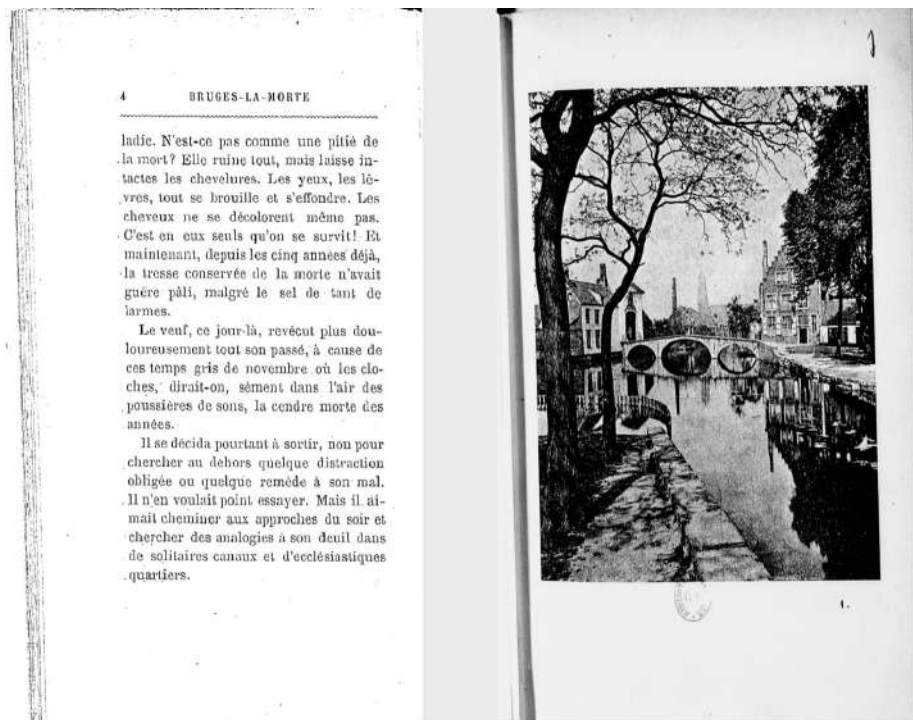 4 BRUGES-LA-MORTE
ladie. N'est-ce pas comme une pitié de
la mort? Elle ruine tout, mais laisse in-
tactes les chevelures. Les yeux, les lè-
vres, tout se brouille et s'effondre. Les
cheveux ne se décolorent même pas.
C'est en eux seuls qu'on se survit! Et
maintenant, depuis les cinq années déjà,
la tresse conservée de la morte n'avait
guère pâli, malgré le sel de tant de
larmes.
Le veuf, ce jour-là, revécut plus dou-
loureusement tout son passé, à cause de
ces temps gris de novembre où les clo-
ches, dirait-on, sèment dans l'air des
poussières de sons, la cendre morte des
années.
Il se décida pourtant à sortir, non pour
chercher au dehors quelque distraction
obligée ou quelque remède à son mal.
Il n'en voulait point essayer. Mais il ai-
mait cheminer aux approches du soir et
chercher des analogies à son deuil dans
de solitaires canaux et d'ecclésiastiques
quartiers.
1.